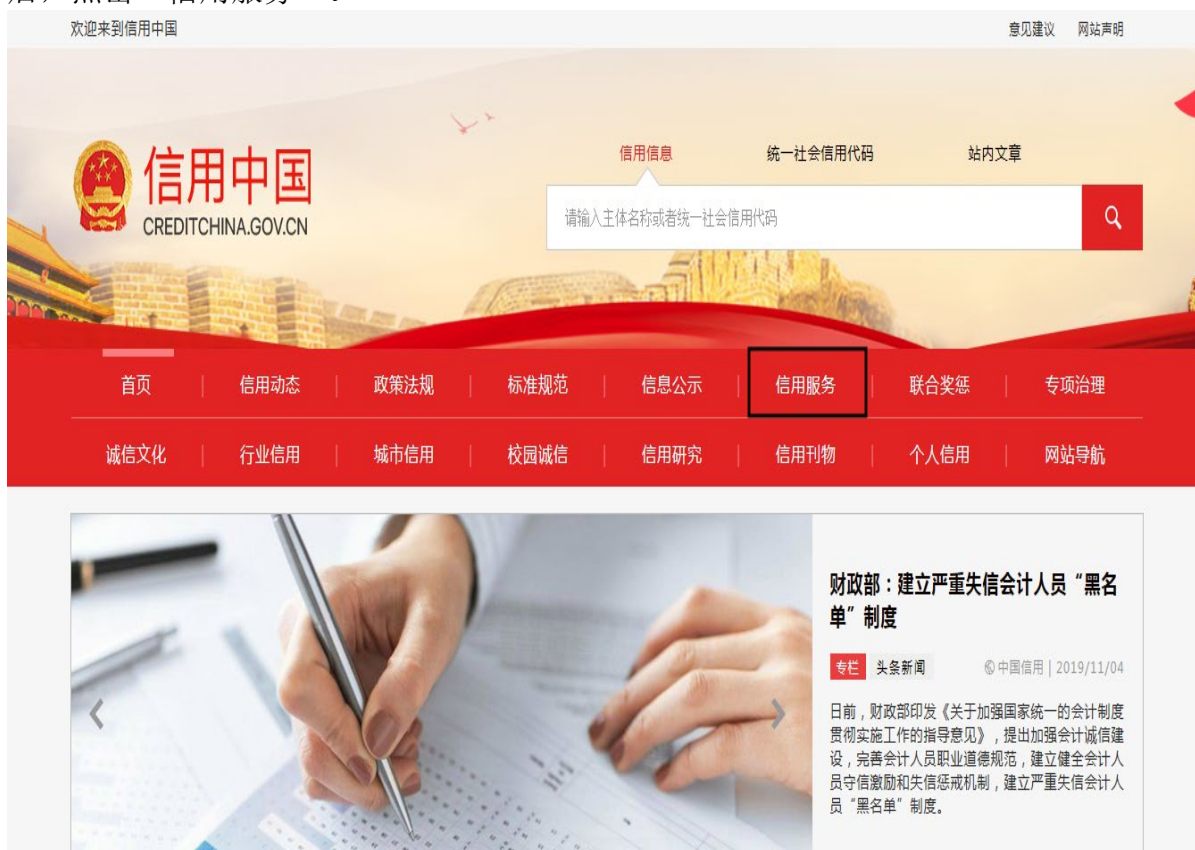 后，点击“信用服务”。
欢迎来到信用中国
意见建议 网站声明
信用中国
CREDITCHINA.GOV.CN
信用信息 统一社会信用代码 站内文章
请输入主体名称或者统一社会信用代码
首页 信用动态 政策法规 标准规范 信息公示 信用服务 联合奖惩 专项治理
诚信文化 行业信用 城市信用 校园诚信 信用研究 信用刊物 个人信用 网站导航
财政部：建立严重失信会计人员“黑名
单”制度
专栏 头条新闻 中国信用 | 2019/11/04
日前，财政部印发《关于加强国家统一的会计制度
贯彻实施工作的指导意见》，提出加强会计诚信建
设，完善会计人员职业道德规范，建立健全会计人
员守信激励和失信惩戒机制，建立严重失信会计人
员“黑名单”制度。